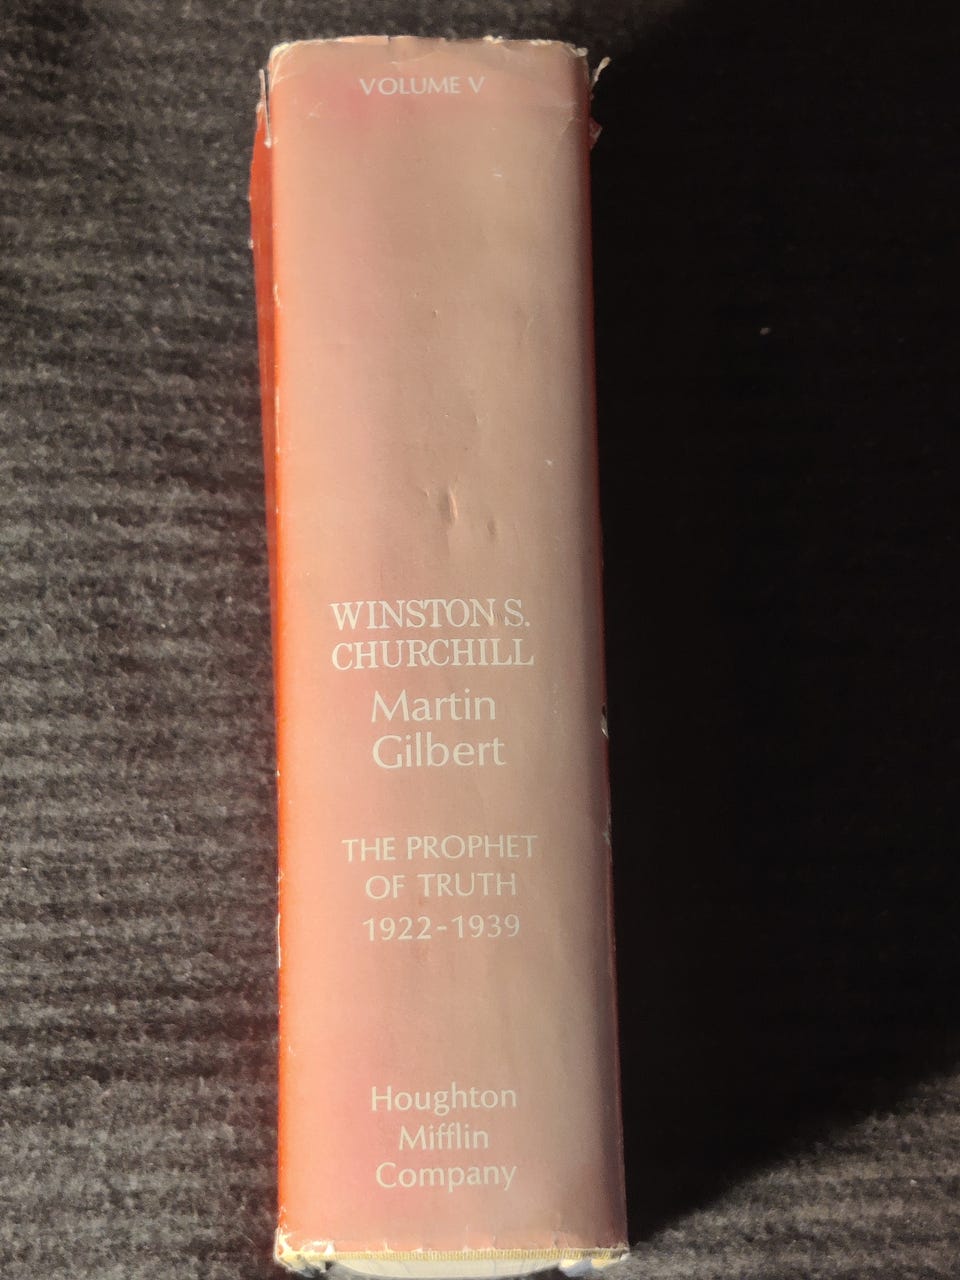 VOLUME V
WINSTON S.
CHURCHILL
Martin
Gilbert
THE PROPHET
OF TRUTH
1922-1939
Houghton
Mifflin
Company